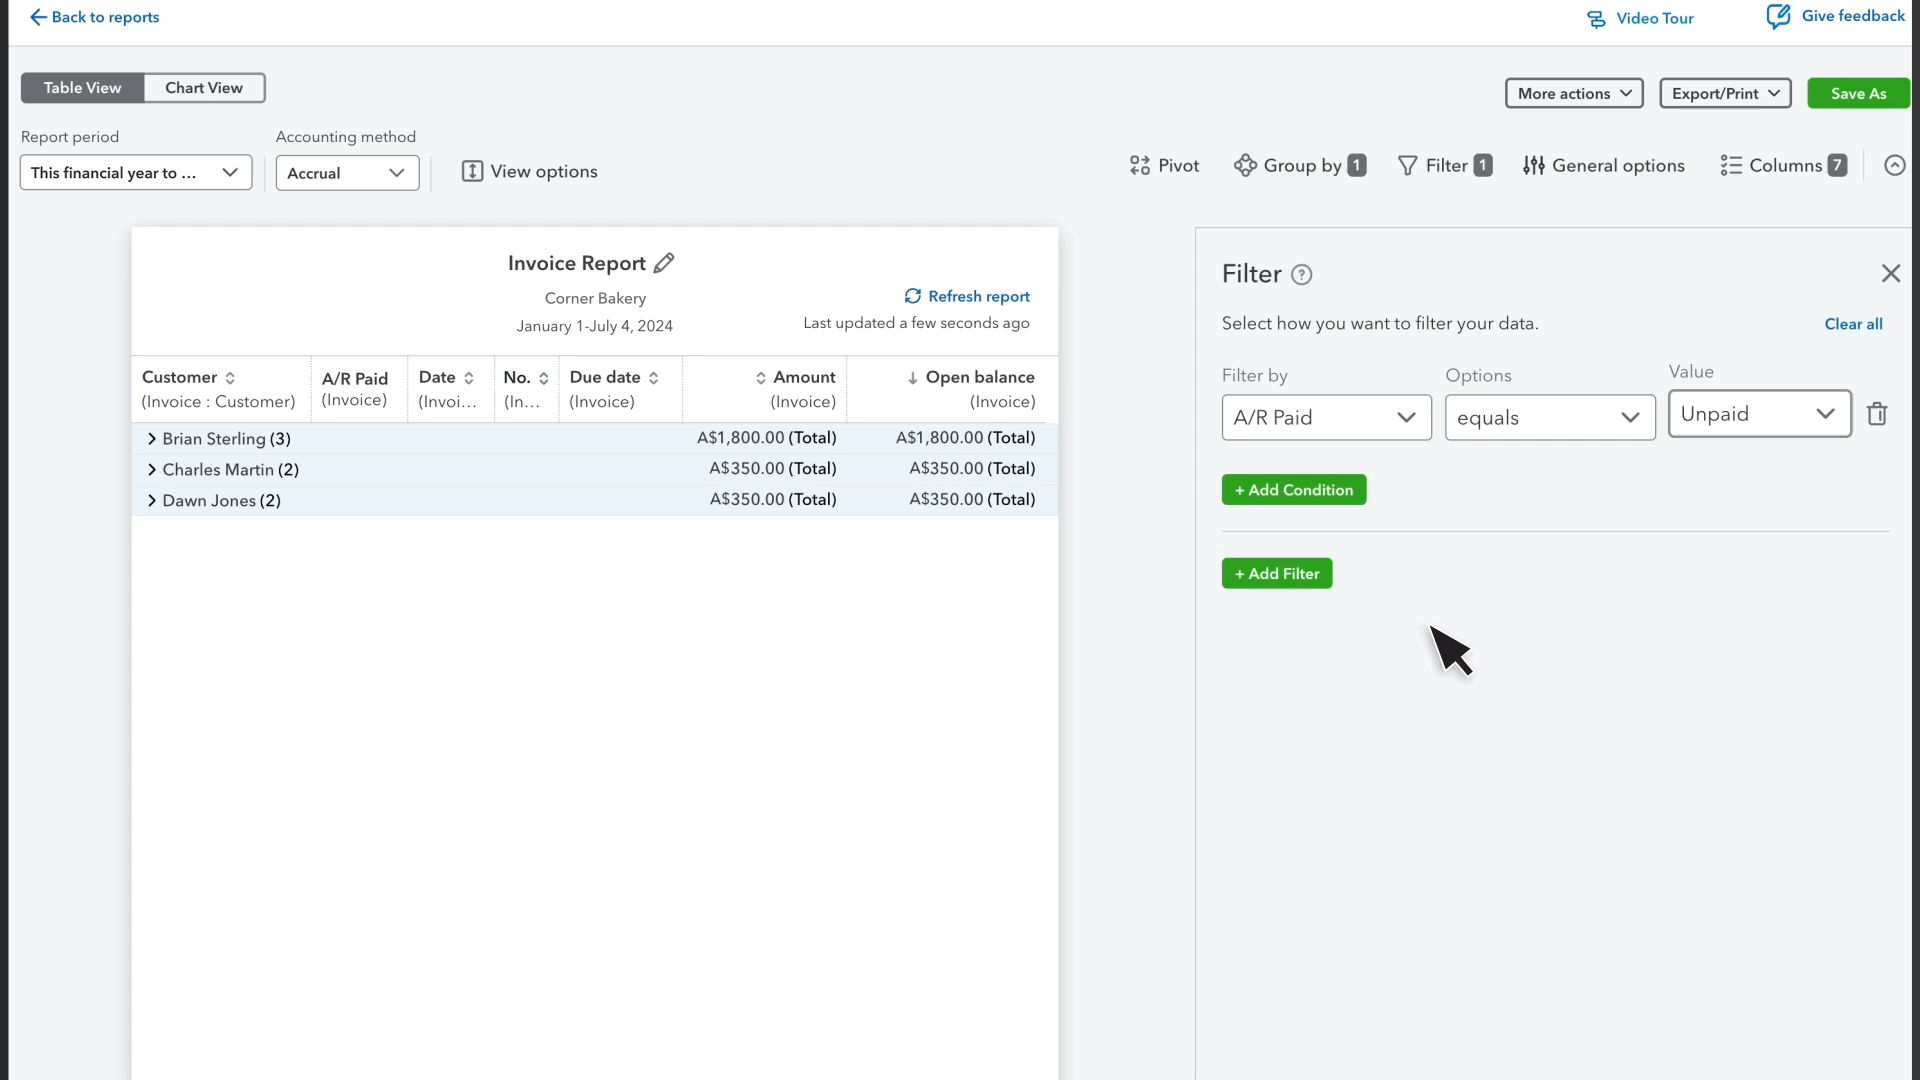 Back to reports
Video Tour
Give feedback
Table View
Chart View
More actions
Export/Print
Save As
Report period
Accounting method
This financial year to ...
Accrual
View options
Pivot
Group by 1
Filter 1
General options
Columns 7
Invoice Report
Corner Bakery
January 1-July 4, 2024
Refresh report
Last updated a few seconds ago
Customer
(Invoice : Customer)
A/R Paid
(Invoice)
Date
(Invoi...
No.
(In...
Due date
(Invoice)
Amount
(Invoice)
Open balance
(Invoice)
Brian Sterling (3) A$1,800.00 (Total) A$1,800.00 (Total)
Charles Martin (2) A$350.00 (Total) A$350.00 (Total)
Dawn Jones (2) A$350.00 (Total) A$350.00 (Total)
Filter ?
Select how you want to filter your data.
Clear all
Filter by
Options
Value
A/R Paid
equals
Unpaid
+ Add Condition
+ Add Filter